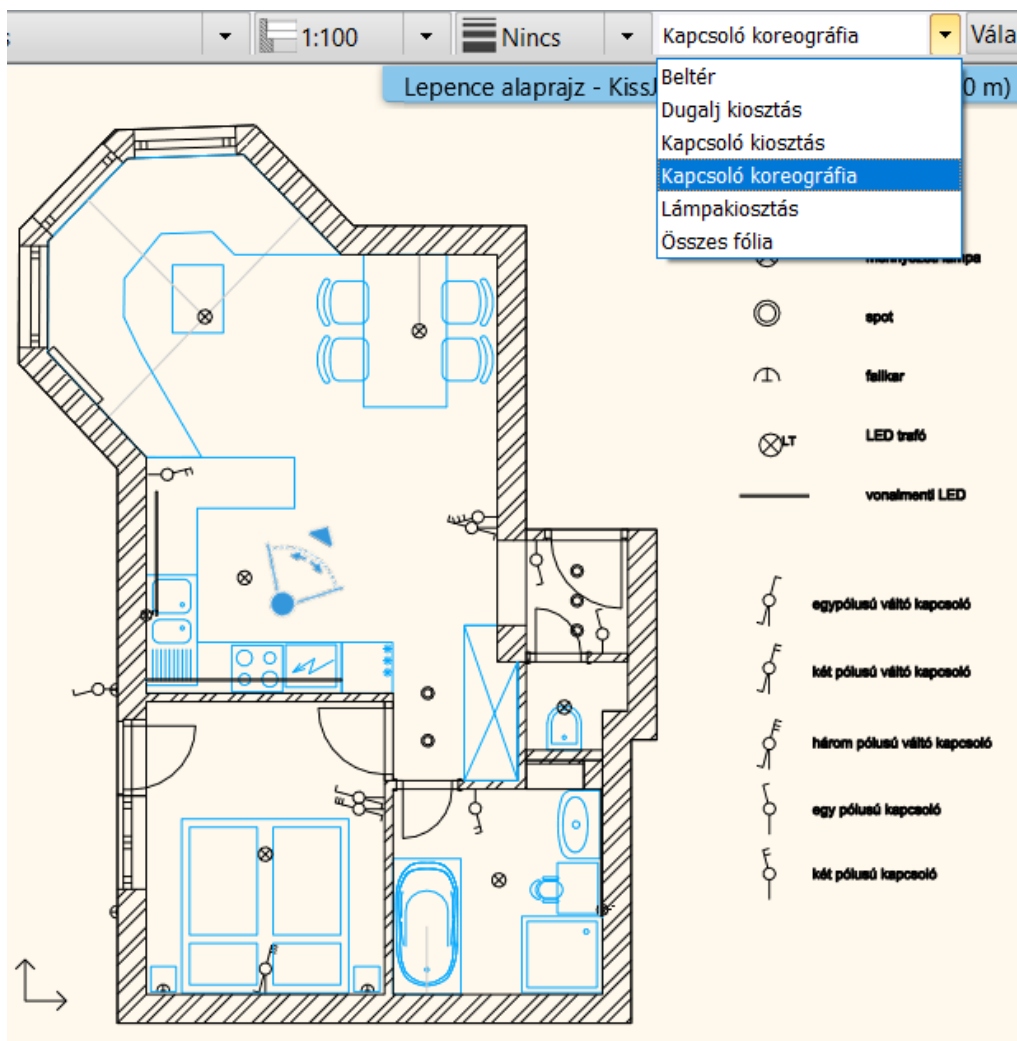 1:100
Nincs
Kapcsoló koreográfia
Vála
Lepence alaprajz - KissJ
0 m)
Beltér
Dugalj kiosztás
Kapcsoló kiosztás
Kapcsoló koreográfia
Lámpakiosztás
Összes fólia
spot
falikar
LT
LED trafó
vonalmenti LED
egypólusú váltó kapcsoló
két pólusú váltó kapcsoló
három pólusú váltó kapcsoló
egy pólusú kapcsoló
két pólusú kapcsoló